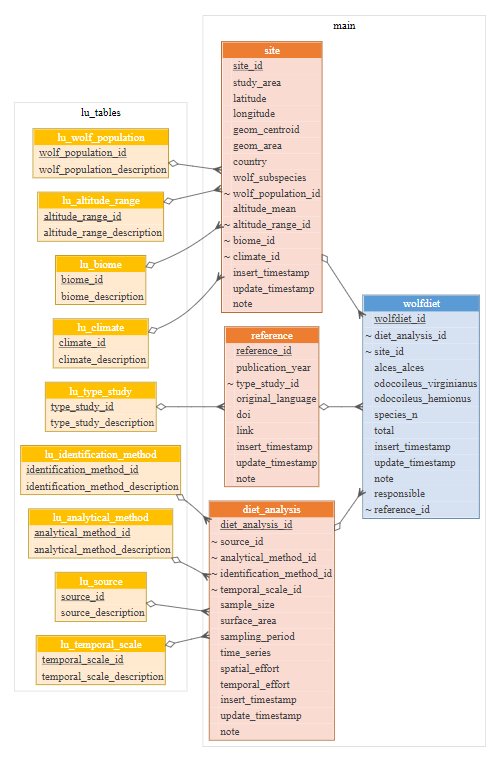 main
site
site_id
study_area
latitude
longitude
geom_centroid
geom_area
country
wolf_subspecies
~ wolf_population_id
altitude_mean
~ altitude_range_id
~ biome_id
~ climate_id
insert_timestamp
update_timestamp
note
lu_tables
lu_wolf_population
wolf_population_id
wolf_population_description
lu_altitude_range
altitude_range_id
altitude_range_description
lu_biome
biome_id
biome_description
lu_climate
climate_id
climate_description
lu_type_study
type_study_id
type_study_description
lu_identification_method
identification_method_id
identification_method_description
lu_analytical_method
analytical_method_id
analytical_method_description
lu_source
source_id
source_description
lu_temporal_scale
temporal_scale_id
temporal_scale_description
reference
reference_id
publication_year
~ type_study_id
original_language
doi
link
insert_timestamp
update_timestamp
note
diet_analysis
diet_analysis_id
~ source_id
~ analytical_method_id
~ identification_method_id
~ temporal_scale_id
sample_size
surface_area
sampling_period
time_series
spatial_effort
temporal_effort
insert_timestamp
update_timestamp
note
wolfdiet
wolfdiet_id
~ diet_analysis_id
~ site_id
alces_alces
odocoileus_virginianus
odocoileus_hemionus
species_n
total
insert_timestamp
update_timestamp
note
responsible
~ reference_id